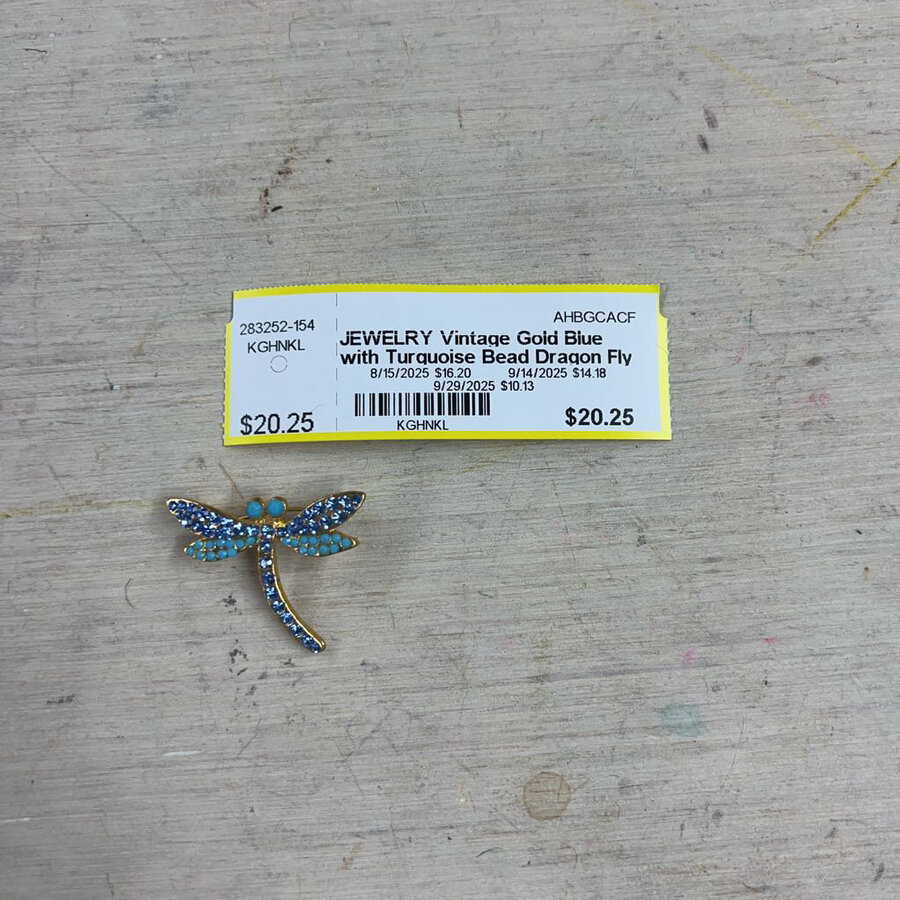 283252-154
KGHNKL
$20.25
AHBGCACF
JEWELRY Vintage Gold Blue
with Turquoise Bead Dragon Fly
8/15/2025 $16.20 9/14/2025 $14.18
9/29/2025 $10.13
KGHNKL
$20.25